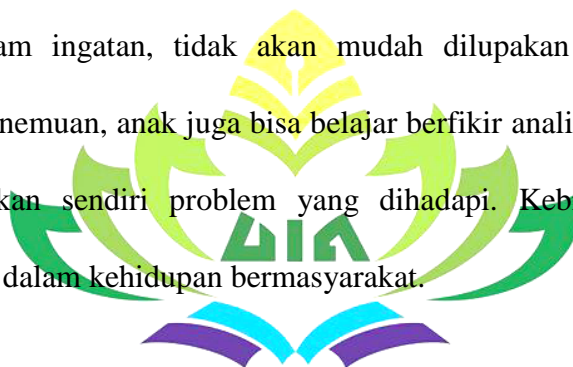 am ingatan, tidak akan mudah dilupakan
nemuan, anak juga bisa belajar berfikir anali
kan sendiri problem yang dihadapi. Keb
UIN
dalam kehidupan bermasyarakat.